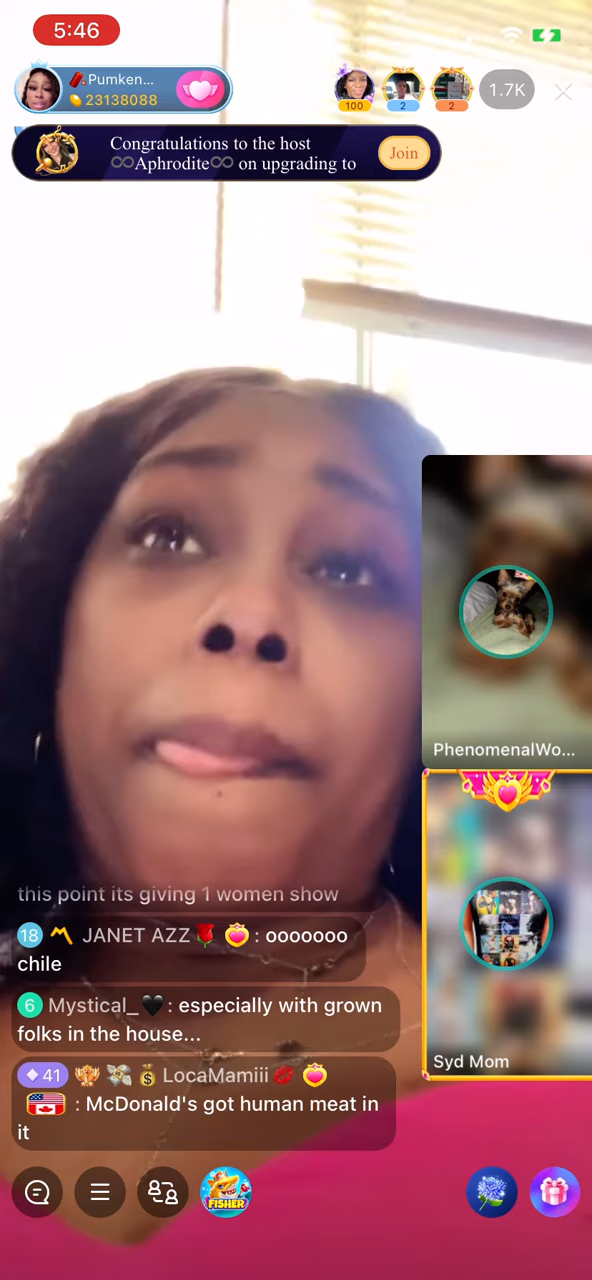 5:46
Pumken...
23138088
100
2
2
1.7K
Congratulations to the host
∞Aphrodite∞ on upgrading to
Join
PhenomenalWo...
this point its giving 1 women show
18 JANET AZZ🌹 : ooooooo
chile
6 Mystical_🖤 : especially with grown
folks in the house...
41 💸 💰 LocaMamiii 💋
: McDonald's got human meat in
it
Syd Mom
FISHER